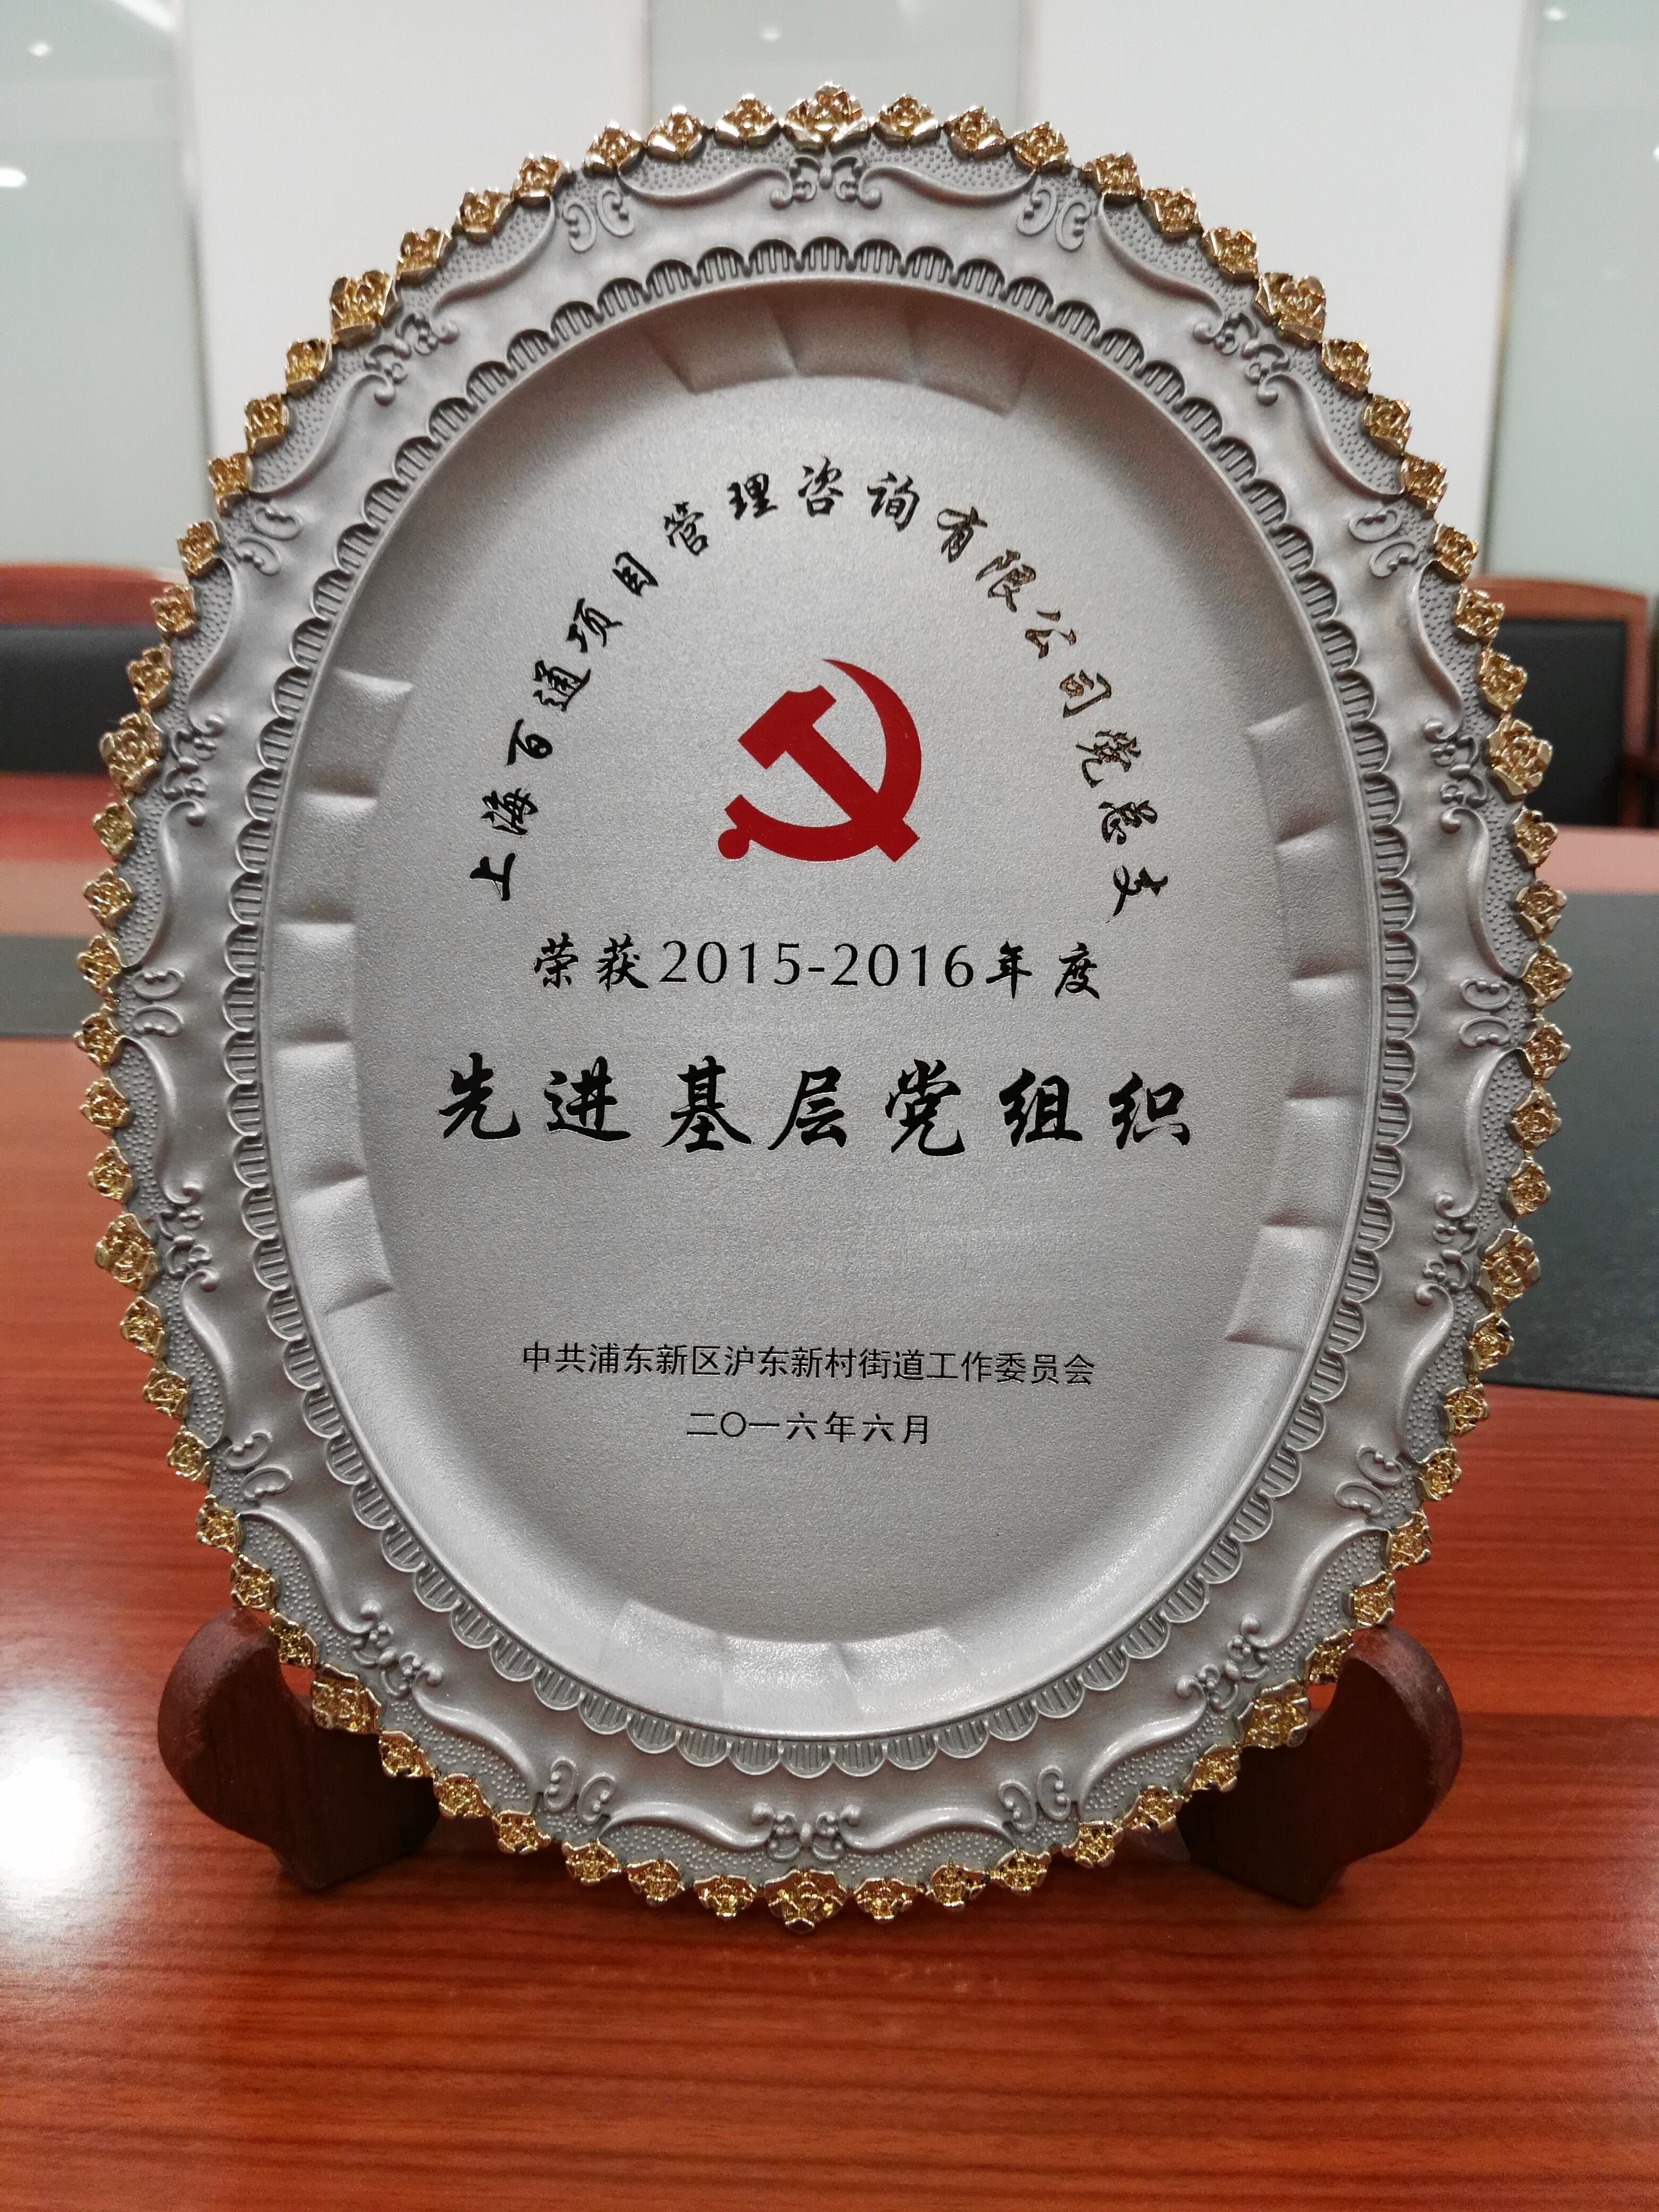 上海百通项目管理咨询有限公司党总支
荣获2015-2016年度
先进基层党组织
中共浦东新区沪东新村街道工作委员会
二〇一六年六月